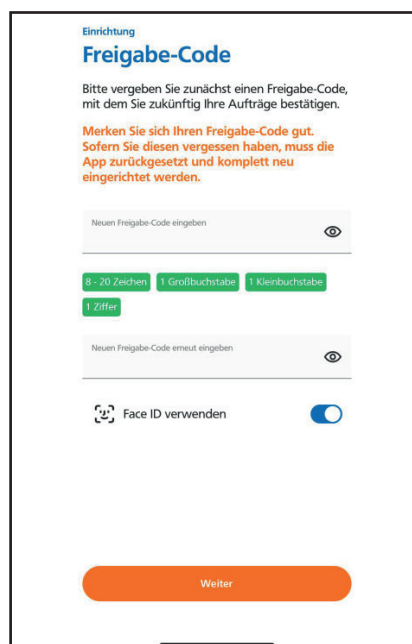 Einrichtung
Freigabe-Code
Bitte vergeben Sie zunächst einen Freigabe-Code,
mit dem Sie zukünftig Ihre Aufträge bestätigen.
Merken Sie sich Ihren Freigabe-Code gut.
Sofern Sie diesen vergessen haben, muss die
App zurückgesetzt und komplett neu
eingerichtet werden.
Neuen Freigabe-Code eingeben
8 - 20 Zeichen 1 Großbuchstabe 1 Kleinbuchstabe
1 Ziffer
Neuen Freigabe-Code erneut eingeben
Face ID verwenden
Weiter